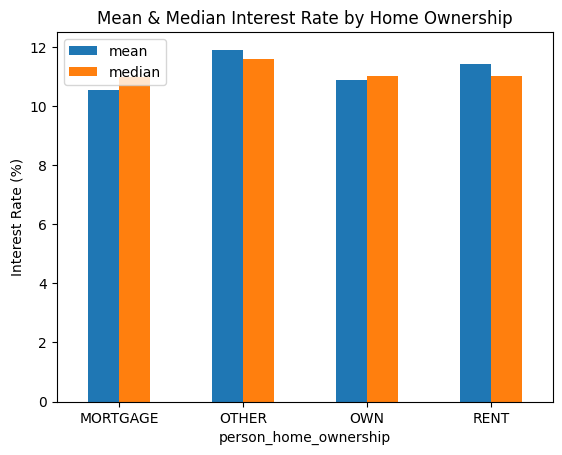 Mean & Median Interest Rate by Home Ownership
mean
median
12
10
8
6
4
2
0
Interest Rate (%)
MORTGAGE OTHER OWN RENT
person_home_ownership